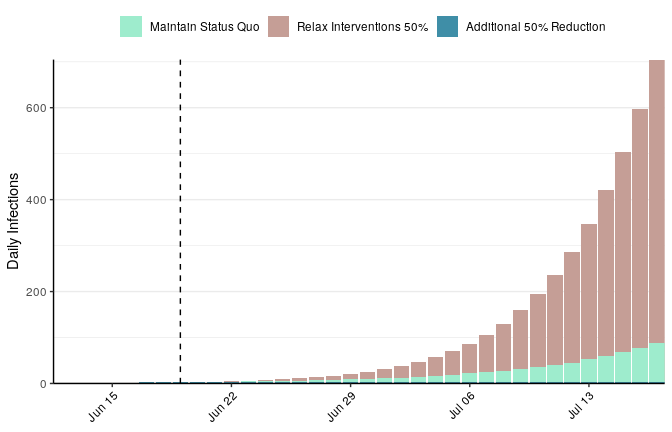 Maintain Status Quo Relax Interventions 50% Additional 50% Reduction
Daily Infections
600
400
200
0
Jun 15 Jun 22 Jun 29 Jul 06 Jul 13